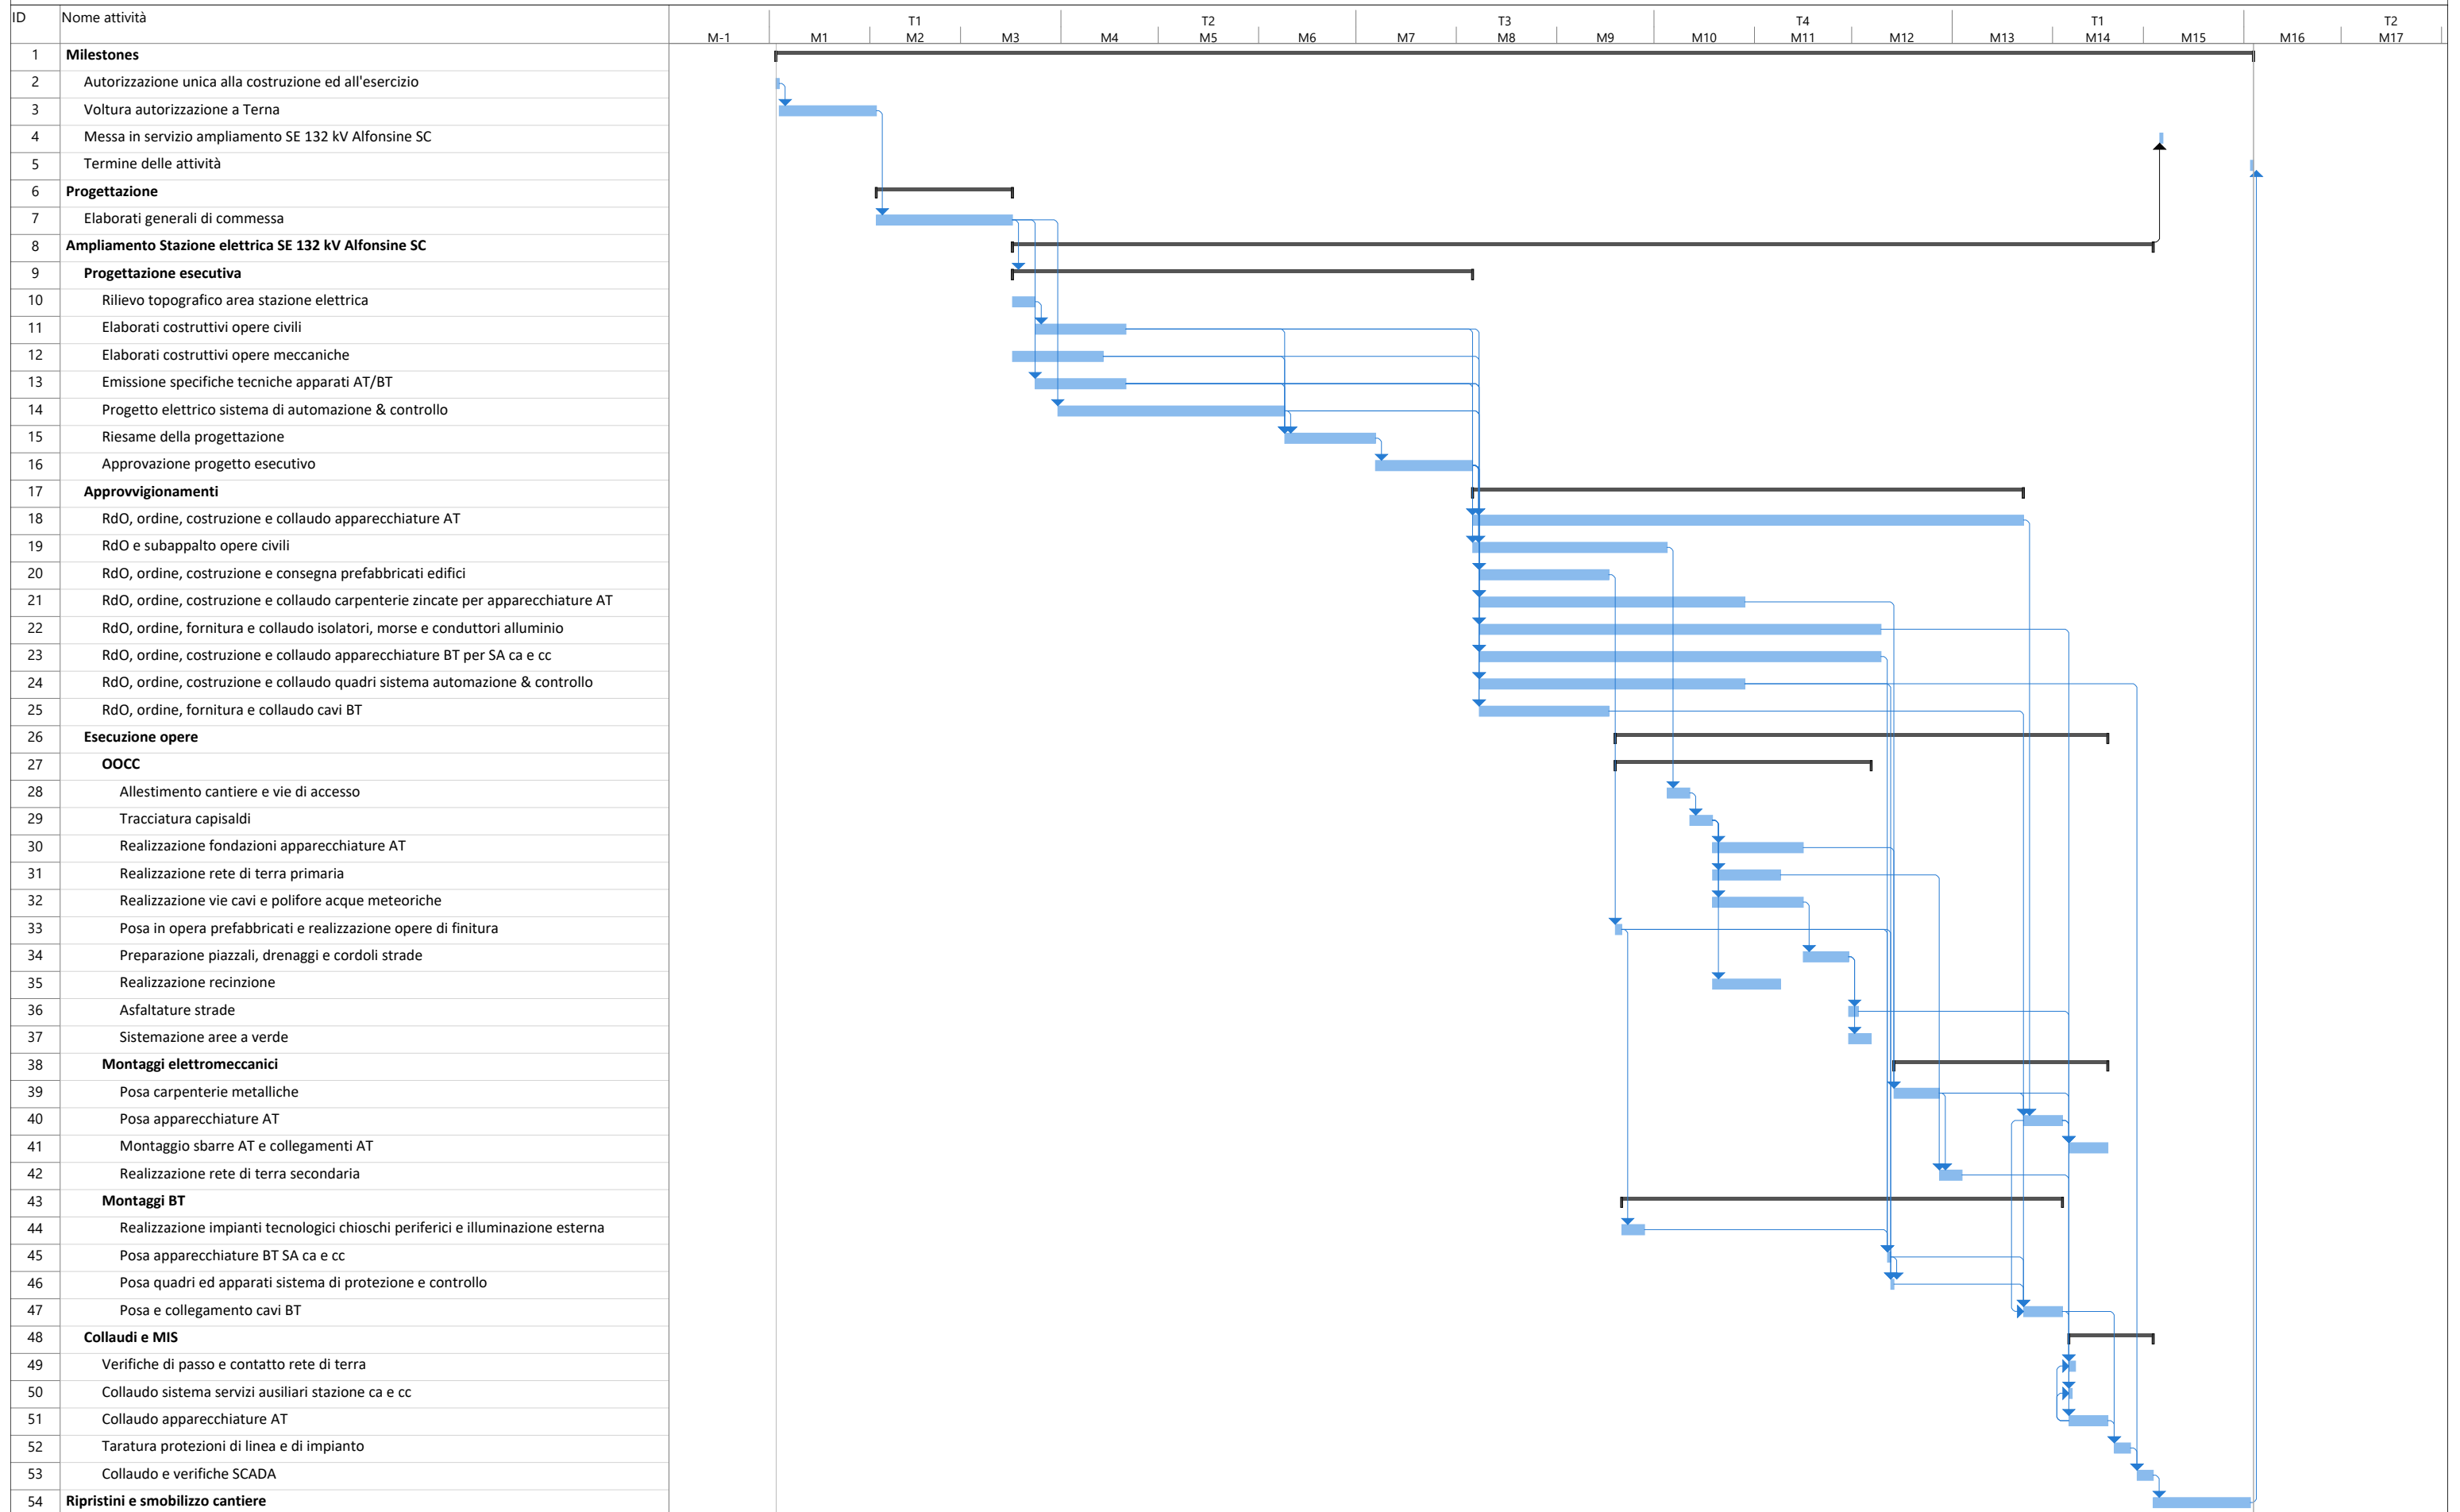 ID Nome attività T1 T2 T3 T4 T1 T2
M-1 M1 M2 M3 M4 M5 M6 M7 M8 M9 M10 M11 M12 M13 M14 M15 M16 M17
1 Milestones
2 Autorizzazione unica alla costruzione ed all'esercizio
3 Voltura autorizzazione a Terna
4 Messa in servizio ampliamento SE 132 kV Alfonsine SC
5 Termine delle attività
6 Progettazione
7 Elaborati generali di commessa
8 Ampliamento Stazione elettrica SE 132 kV Alfonsine SC
9 Progettazione esecutiva
10 Rilievo topografico area stazione elettrica
11 Elaborati costruttivi opere civili
12 Elaborati costruttivi opere meccaniche
13 Emissione specifiche tecniche apparati AT/BT
14 Progetto elettrico sistema di automazione & controllo
15 Riesame della progettazione
16 Approvazione progetto esecutivo
17 Approvvigionamenti
18 RdO, ordine, costruzione e collaudo apparecchiature AT
19 RdO e subappalto opere civili
20 RdO, ordine, costruzione e consegna prefabbricati edifici
21 RdO, ordine, costruzione e collaudo carpenterie zincate per apparecchiature AT
22 RdO, ordine, fornitura e collaudo isolatori, morse e conduttori alluminio
23 RdO, ordine, costruzione e collaudo apparecchiature BT per SA ca e cc
24 RdO, ordine, costruzione e collaudo quadri sistema automazione & controllo
25 RdO, ordine, fornitura e collaudo cavi BT
26 Esecuzione opere
27 OOCC
28 Allestimento cantiere e vie di accesso
29 Tracciatura capisaldi
30 Realizzazione fondazioni apparecchiature AT
31 Realizzazione rete di terra primaria
32 Realizzazione vie cavi e polifore acque meteoriche
33 Posa in opera prefabbricati e realizzazione opere di finitura
34 Preparazione piazzali, drenaggi e cordoli strade
35 Realizzazione recinzione
36 Asfaltature strade
37 Sistemazione aree a verde
38 Montaggi elettromeccanici
39 Posa carpenterie metalliche
40 Posa apparecchiature AT
41 Montaggio sbarre AT e collegamenti AT
42 Realizzazione rete di terra secondaria
43 Montaggi BT
44 Realizzazione impianti tecnologici chioschi periferici e illuminazione esterna
45 Posa apparecchiature BT SA ca e cc
46 Posa quadri ed apparati sistema di protezione e controllo
47 Posa e collegamento cavi BT
48 Collaudi e MIS
49 Verifiche di passo e contatto rete di terra
50 Collaudo sistema servizi ausiliari stazione ca e cc
51 Collaudo apparecchiature AT
52 Taratura protezioni di linea e di impianto
53 Collaudo e verifiche SCADA
54 Ripristini e smobilizzo cantiere